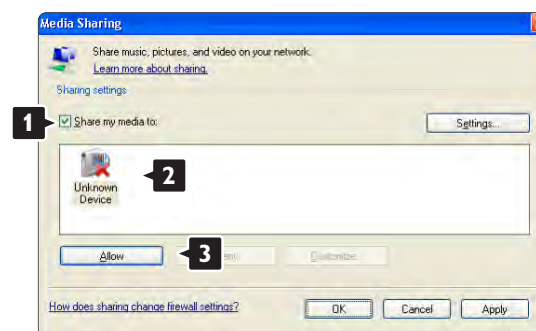 Media Sharing
Share music, pictures, and video on your network.
Learn more about sharing.
Sharing settings
1
Share my media to:
Settings...
2
Unknown
Device
Allow
3
Customize
How does sharing change firewall settings?
OK
Cancel
Apply